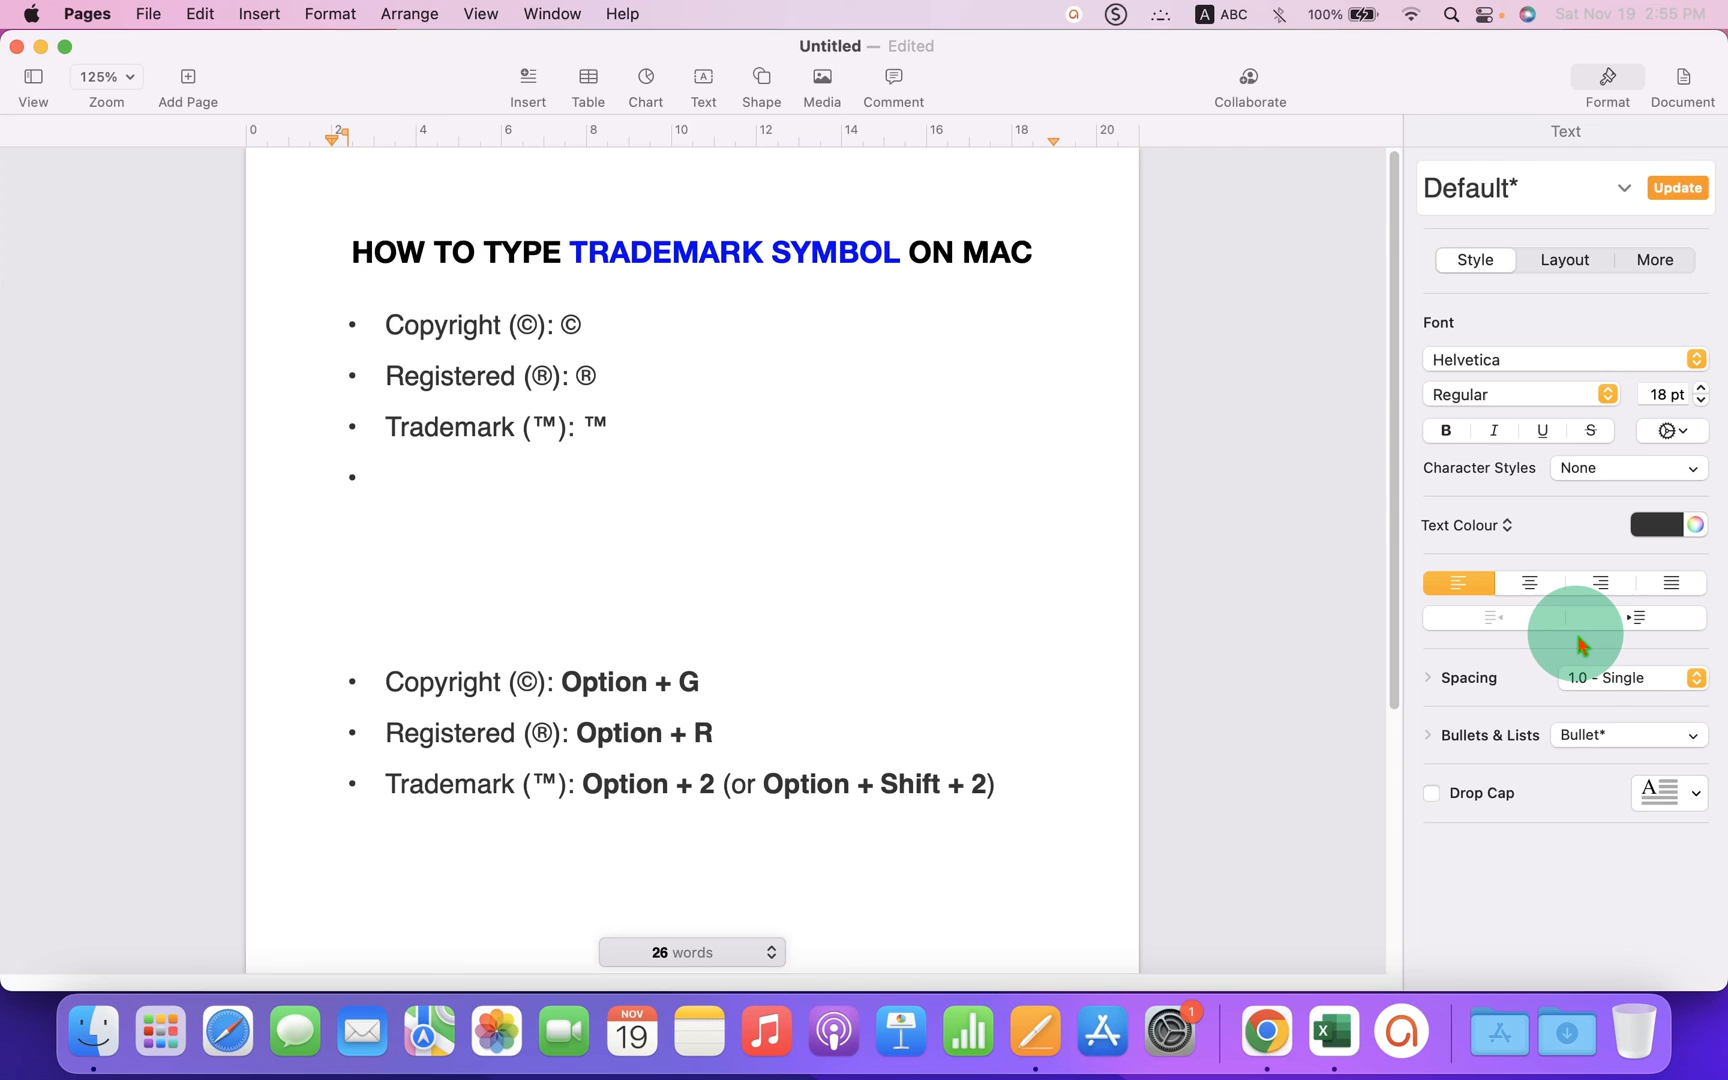 Pages File Edit Insert Format Arrange View Window Help A ABC 100% Sat Nov 19 2:55 PM
Untitled — Edited
125%
View Zoom Add Page Insert Table Chart Text Shape Media Comment Collaborate Format Document
0 2 4 6 8 10 12 14 16 18 20
Text
Default* Update
HOW TO TYPE TRADEMARK SYMBOL ON MAC
Style Layout More
• Copyright (©): ©
Font
Helvetica
• Registered (®): ®
Regular 18 pt
• Trademark (™): ™
B I U S
Character Styles None
•
Text Colour
• Copyright (©): Option + G
Spacing 1.0 - Single
• Registered (®): Option + R
Bullets & Lists Bullet*
• Trademark (™): Option + 2 (or Option + Shift + 2)
Drop Cap A
26 words
NOV
19
1